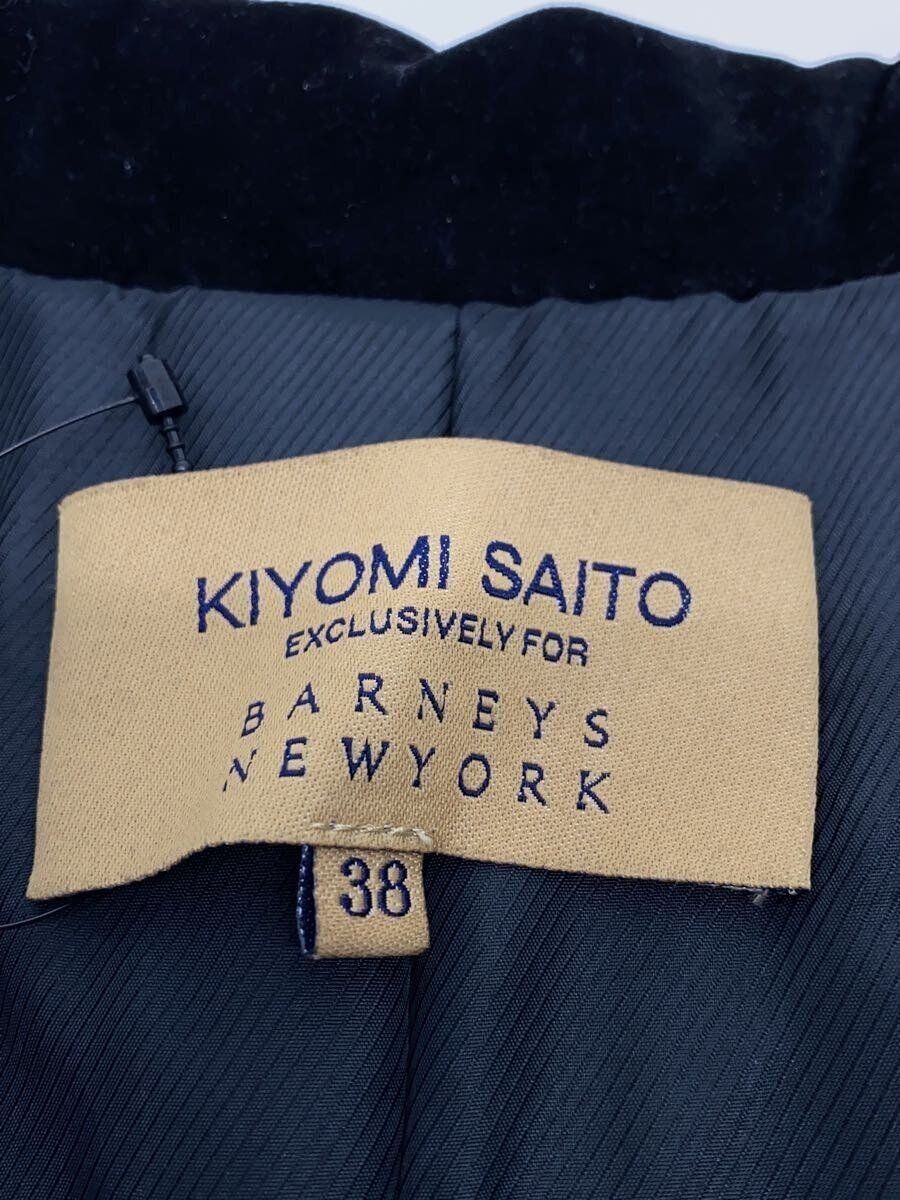 KIYOMI SAITO
EXCLUSIVELY FOR
BARNEYS
NEWYORK
38